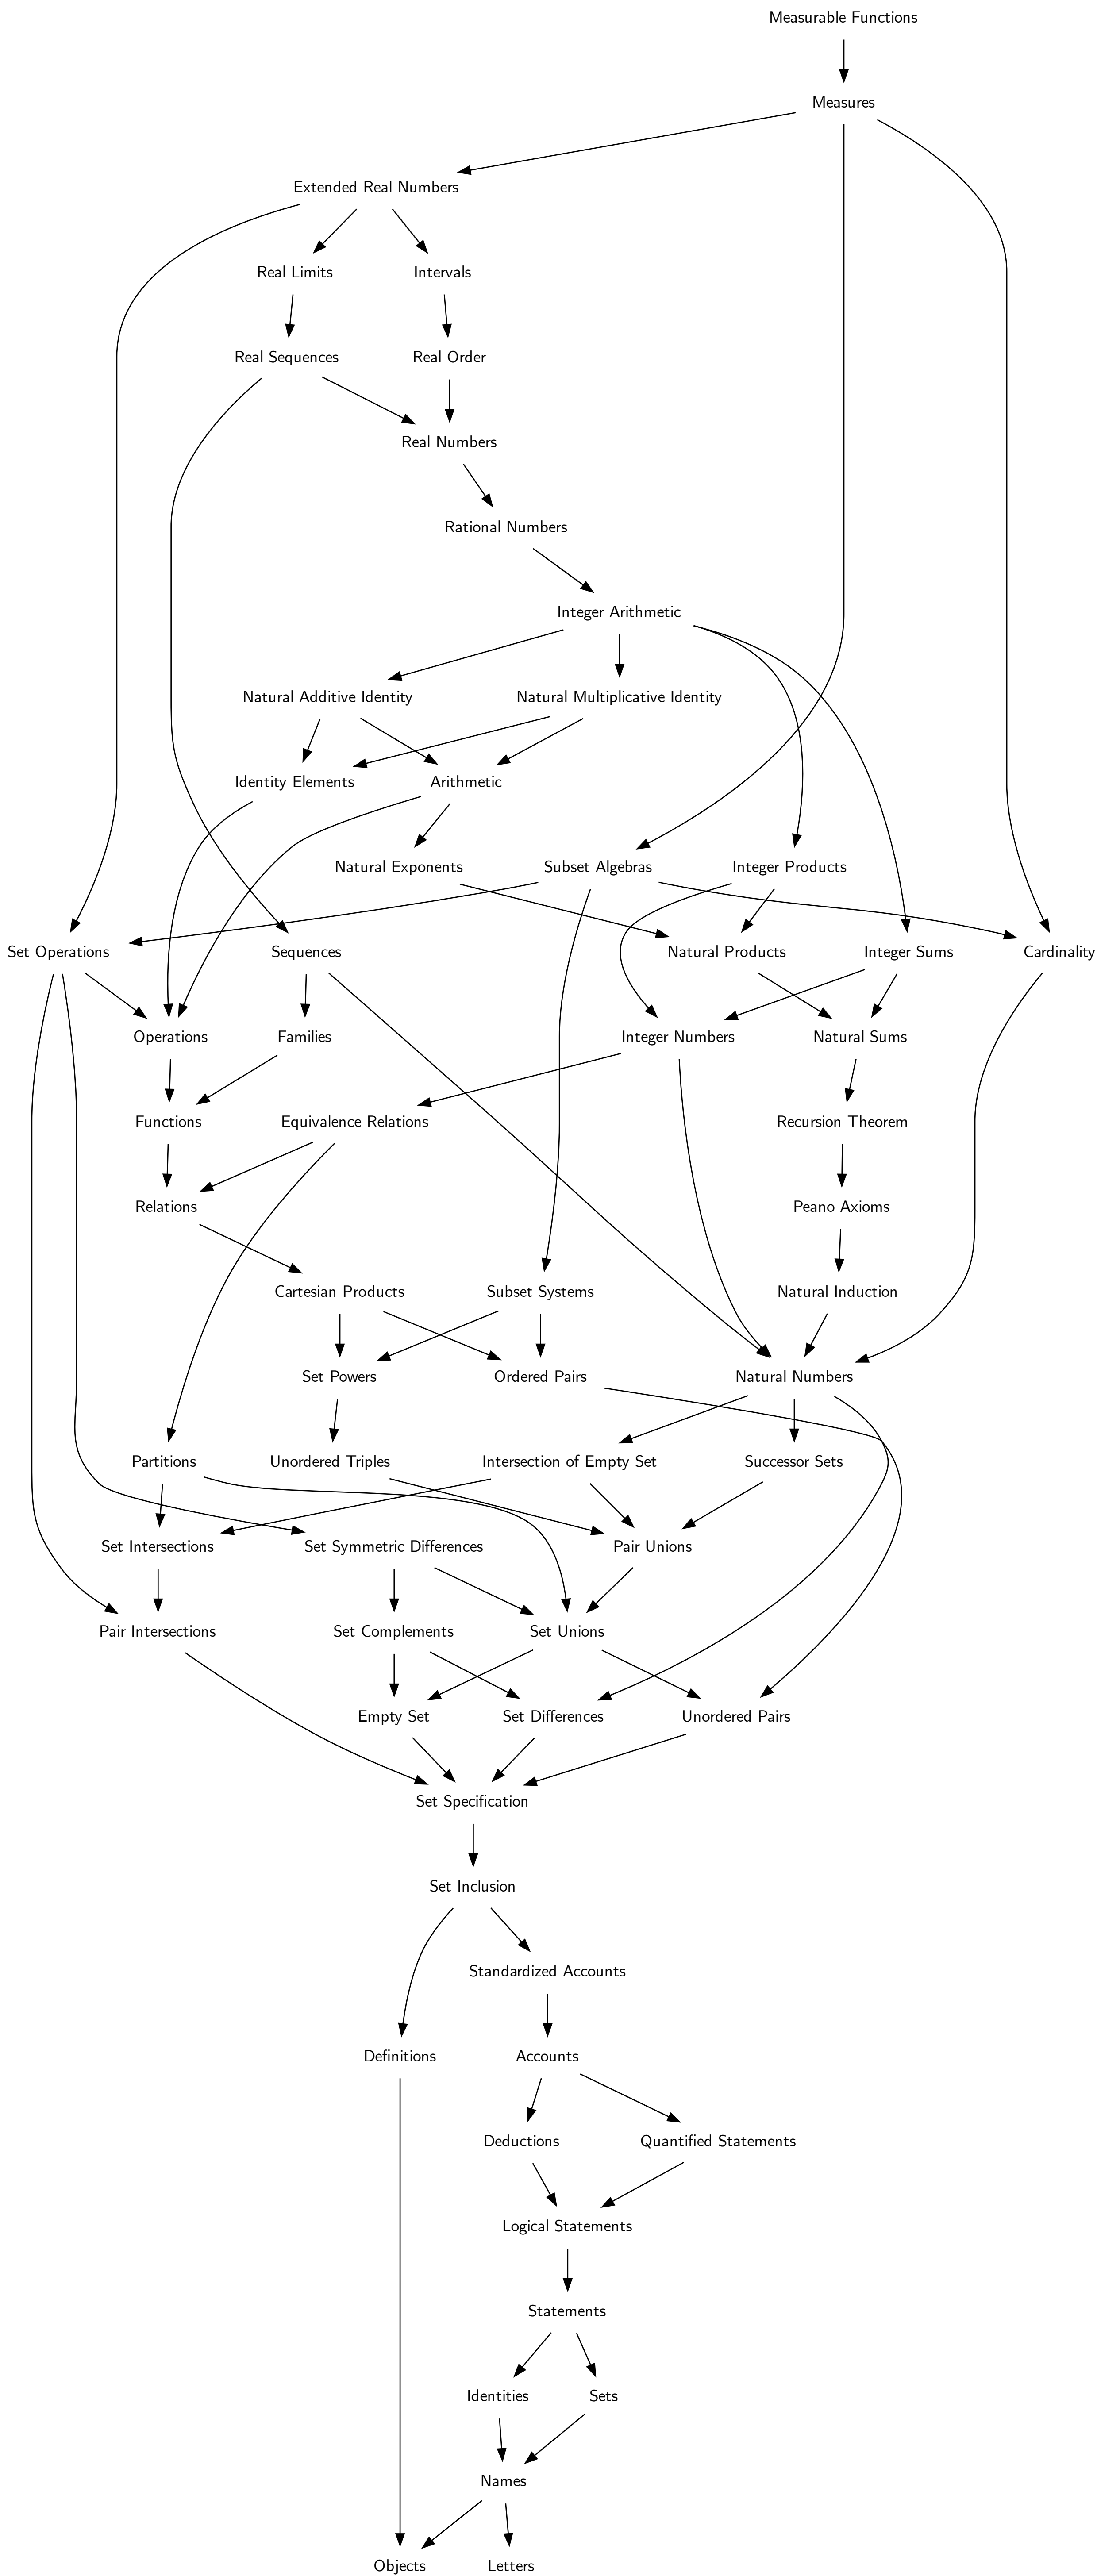 Measurable Functions
Measures
Extended Real Numbers
Real Limits
Intervals
Real Sequences
Real Order
Real Numbers
Rational Numbers
Integer Arithmetic
Natural Additive Identity
Natural Multiplicative Identity
Identity Elements
Arithmetic
Natural Exponents
Subset Algebras
Integer Products
Set Operations
Sequences
Natural Products
Integer Sums
Cardinality
Operations
Families
Integer Numbers
Natural Sums
Functions
Equivalence Relations
Recursion Theorem
Relations
Peano Axioms
Cartesian Products
Subset Systems
Natural Induction
Set Powers
Ordered Pairs
Natural Numbers
Partitions
Unordered Triples
Intersection of Empty Set
Successor Sets
Set Intersections
Set Symmetric Differences
Pair Unions
Pair Intersections
Set Complements
Set Unions
Empty Set
Set Differences
Unordered Pairs
Set Specification
Set Inclusion
Standardized Accounts
Definitions
Accounts
Deductions
Quantified Statements
Logical Statements
Statements
Identities
Sets
Names
Objects
Letters